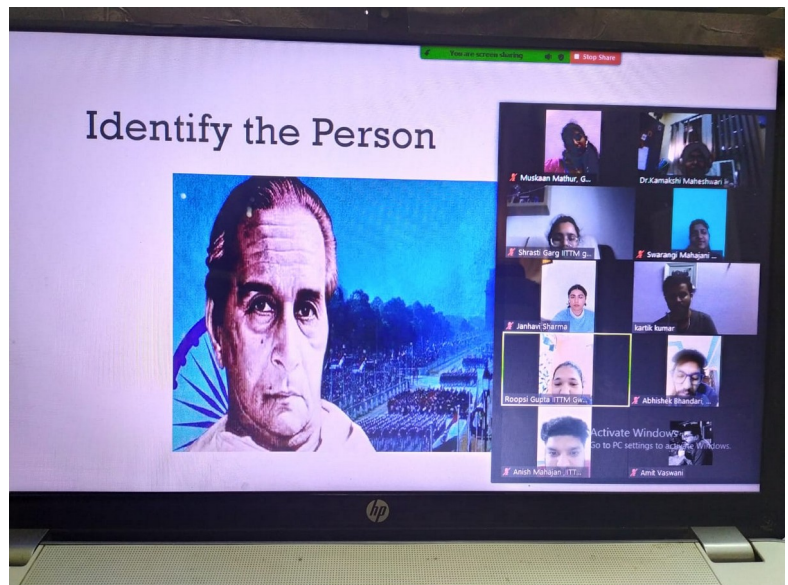 You are screen sharing
Stop Share
Identify the Person
Muskaan Mathur, G...
Dr.Kamakshi Maheshwari
Shrasti Garg IITTM g...
Swarangi Mahajani ...
Janhavi Sharma
kartik kumar
Roopsi Gupta IITTM Gw...
Abhishek Bhandari...
Activate Windows
Go to PC settings to activate Windows.
Anish Mahajan ,IITT...
Amit Vaswani
hp